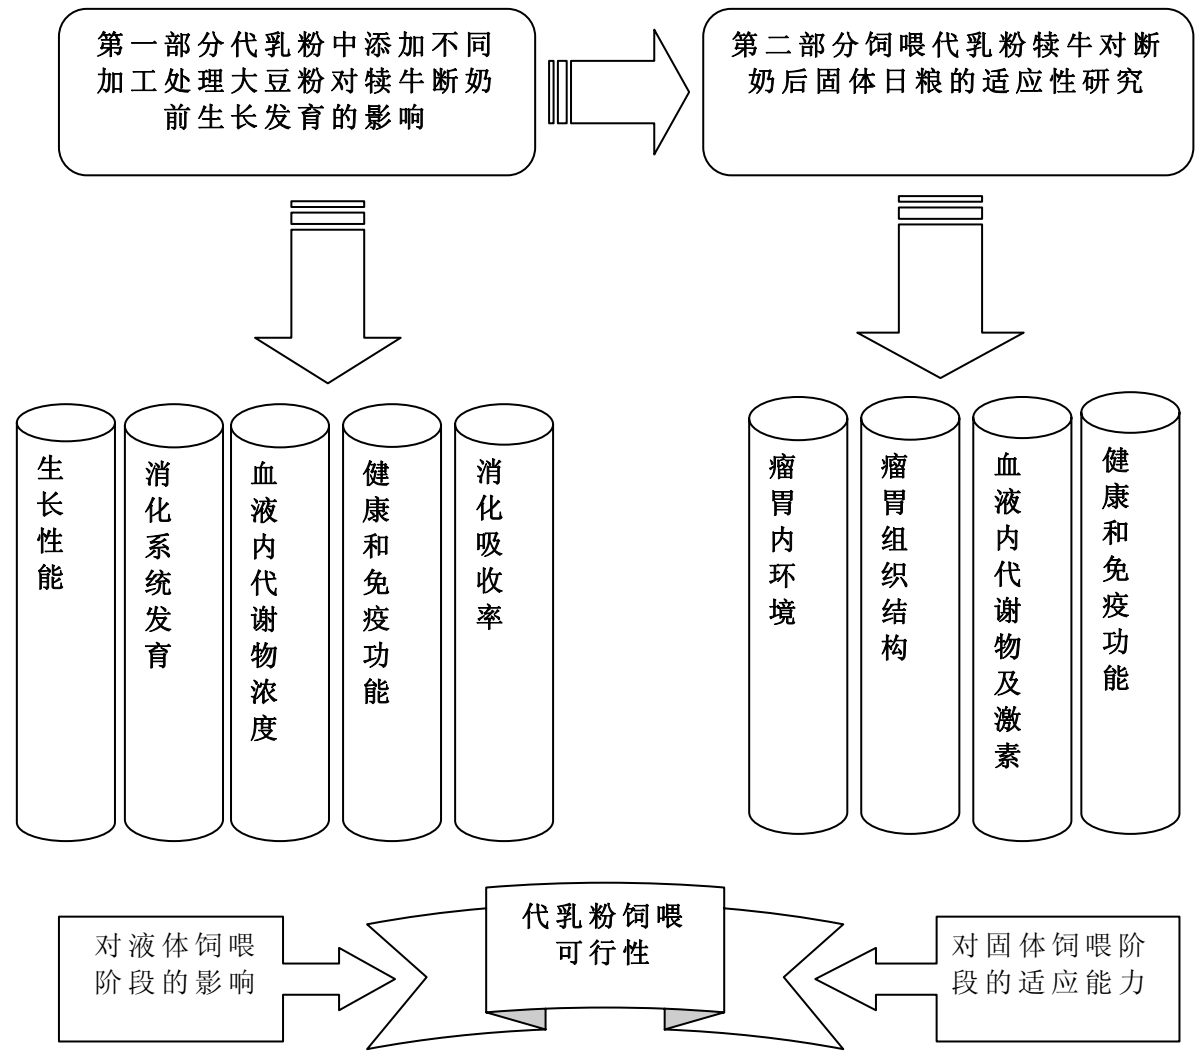 第一部分代乳粉中添加不同
加工处理大豆粉对犊牛断奶
前生长发育的影响
第二部分饲喂代乳粉犊牛对断
奶后固体日粮的适应性研究
生长性能
消化系统发育
血液内代谢物浓度
健康和免疫功能
消化吸收率
瘤胃内环境
瘤胃组织结构
血液内代谢物及激素
健康和免疫功能
对液体饲喂
阶段的影响
代乳粉饲喂
可行性
对固体饲喂阶
段的适应能力